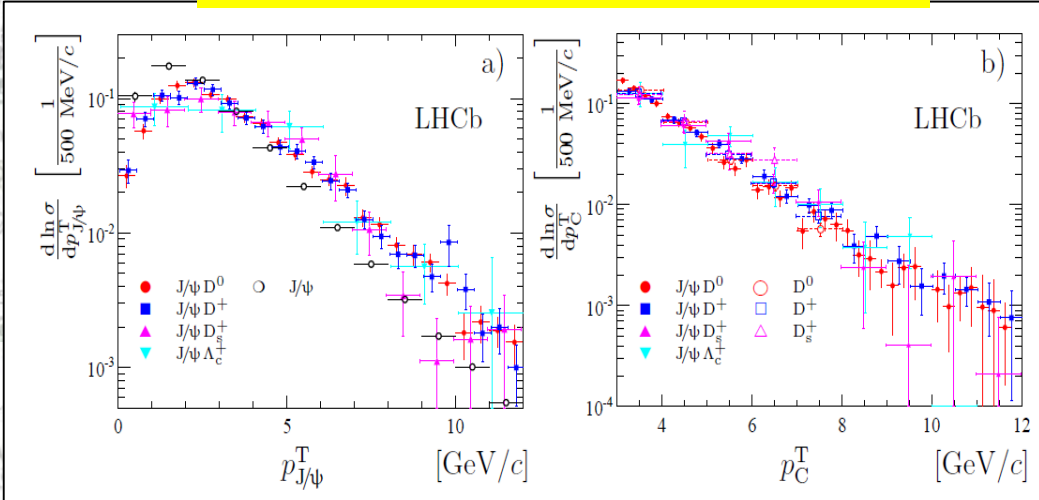 a)
LHCb
d ln σ
dp^T_{J/ψ}
[1 / 500 MeV/c]
10^{-1}
10^{-2}
10^{-3}
J/ψ D^0
J/ψ D^+
J/ψ D_s^+
J/ψ Λ_c^+
J/ψ
0 5 10
p^T_{J/ψ} [GeV/c]
b)
LHCb
d ln σ
dp^T_C
[1 / 500 MeV/c]
10^{-1}
10^{-2}
10^{-3}
10^{-4}
J/ψ D^0
J/ψ D^+
J/ψ D_s^+
J/ψ Λ_c^+
D^0
D^+
D_s^+
4 6 8 10 12
p^T_C [GeV/c]